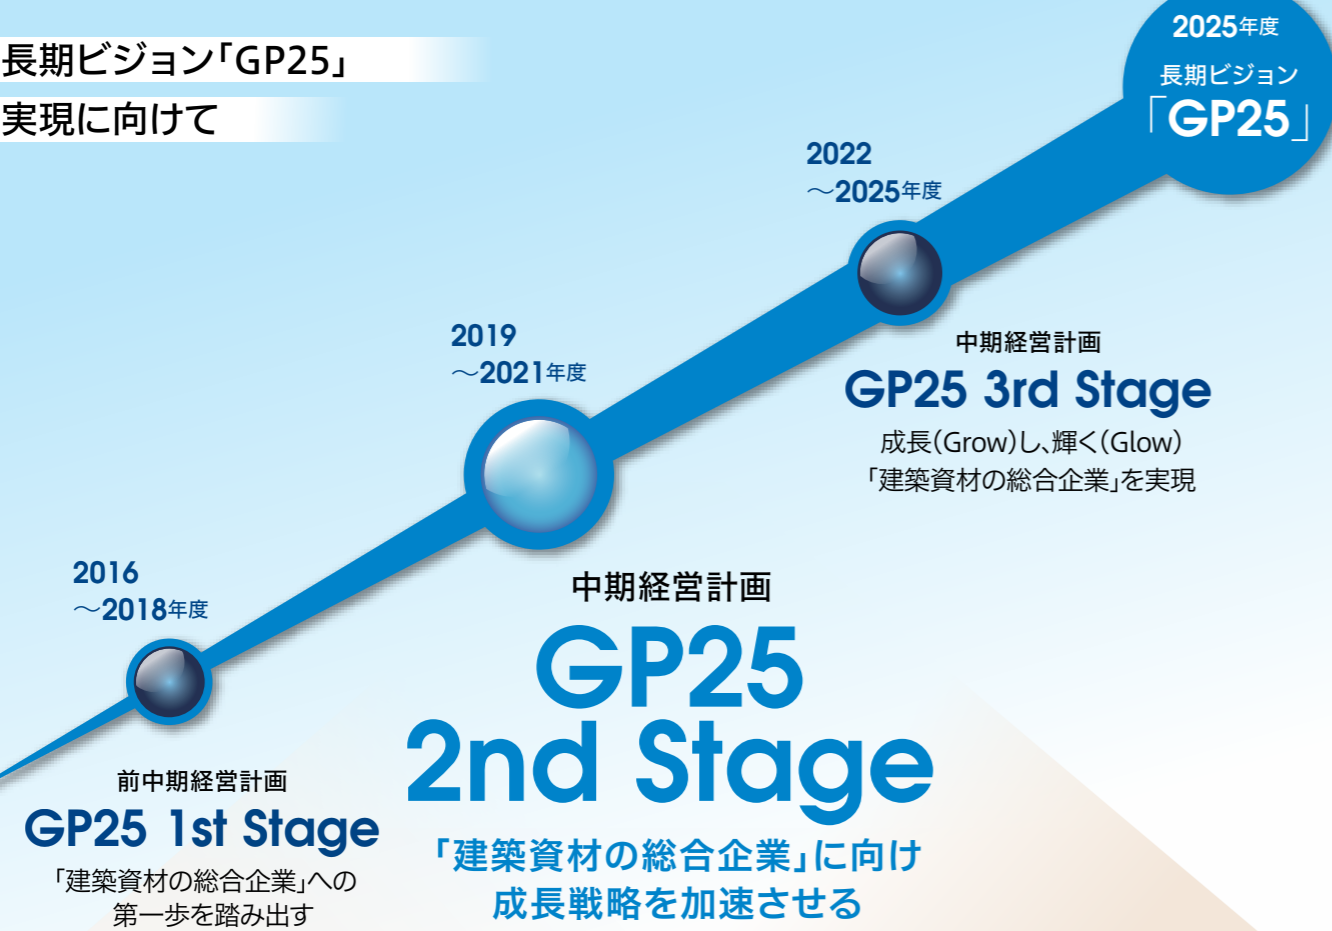 長期ビジョン「GP25」
実現に向けて
2025年度
長期ビジョン
「GP25」
2022
～2025年度
中期経営計画
GP25 3rd Stage
成長(Grow)し、輝く(Glow)
「建築資材の総合企業」を実現
2019
～2021年度
中期経営計画
GP25
2nd Stage
「建築資材の総合企業」に向け
成長戦略を加速させる
2016
～2018年度
前中期経営計画
GP25 1st Stage
「建築資材の総合企業」への
第一歩を踏み出す